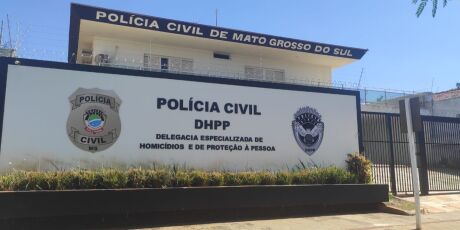 POLÍCIA CIVIL DE MATO GROSSO DO SUL
POLÍCIA CIVIL
DHPP
DELEGACIA ESPECIALIZADA DE
HOMICÍDIOS E DE PROTEÇÃO À PESSOA
POLÍCIA
CIVIL
MS